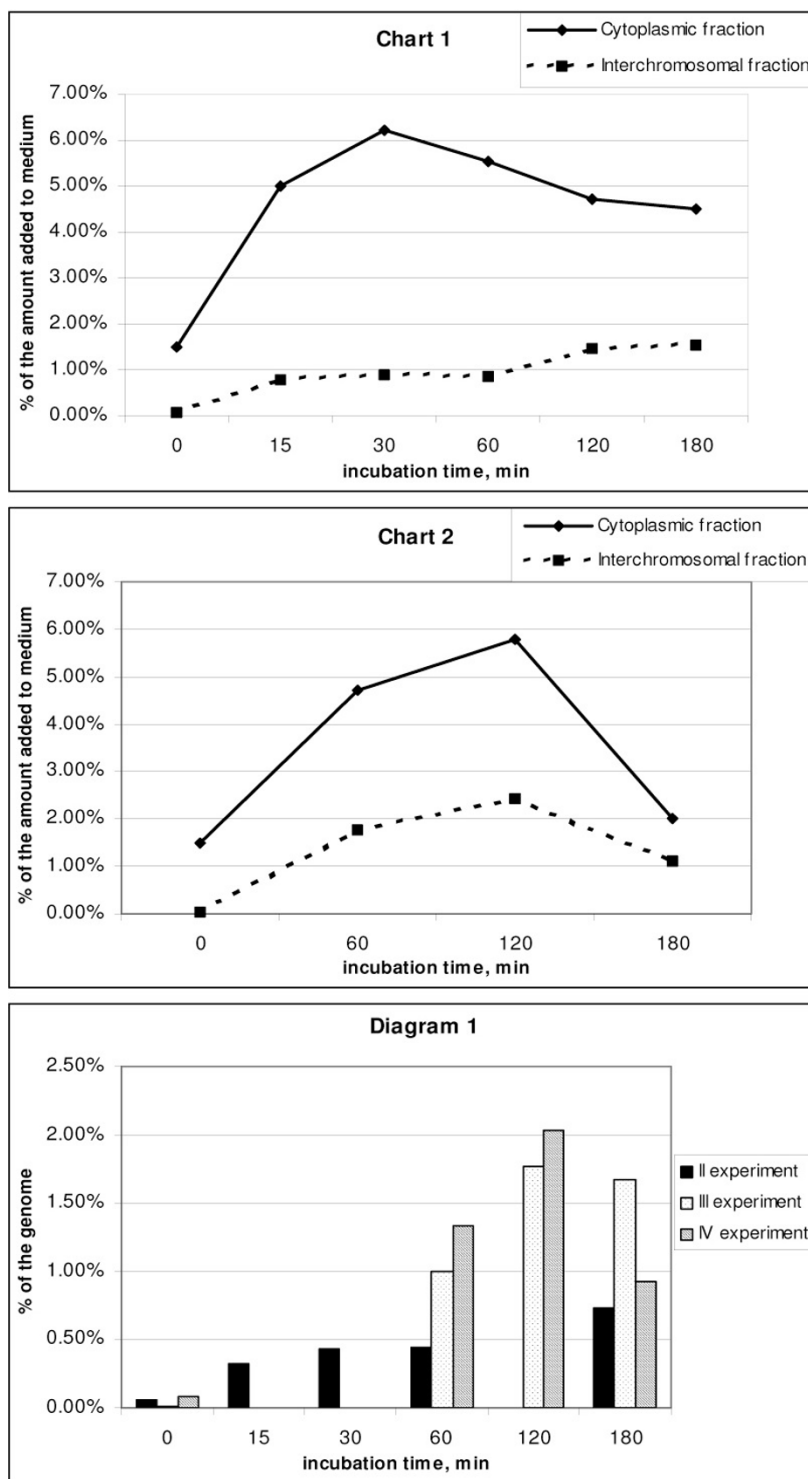 Chart 1
Cytoplasmic fraction
Interchromosomal fraction
% of the amount added to medium
7.00%
6.00%
5.00%
4.00%
3.00%
2.00%
1.00%
0.00%
0 15 30 60 120 180
incubation time, min
Chart 2
Cytoplasmic fraction
Interchromosomal fraction
% of the amount added to medium
7.00%
6.00%
5.00%
4.00%
3.00%
2.00%
1.00%
0.00%
0 60 120 180
incubation time, min
Diagram 1
% of the genome
2.50%
2.00%
1.50%
1.00%
0.50%
0.00%
0 15 30 60 120 180
incubation time, min
II experiment
III experiment
IV experiment